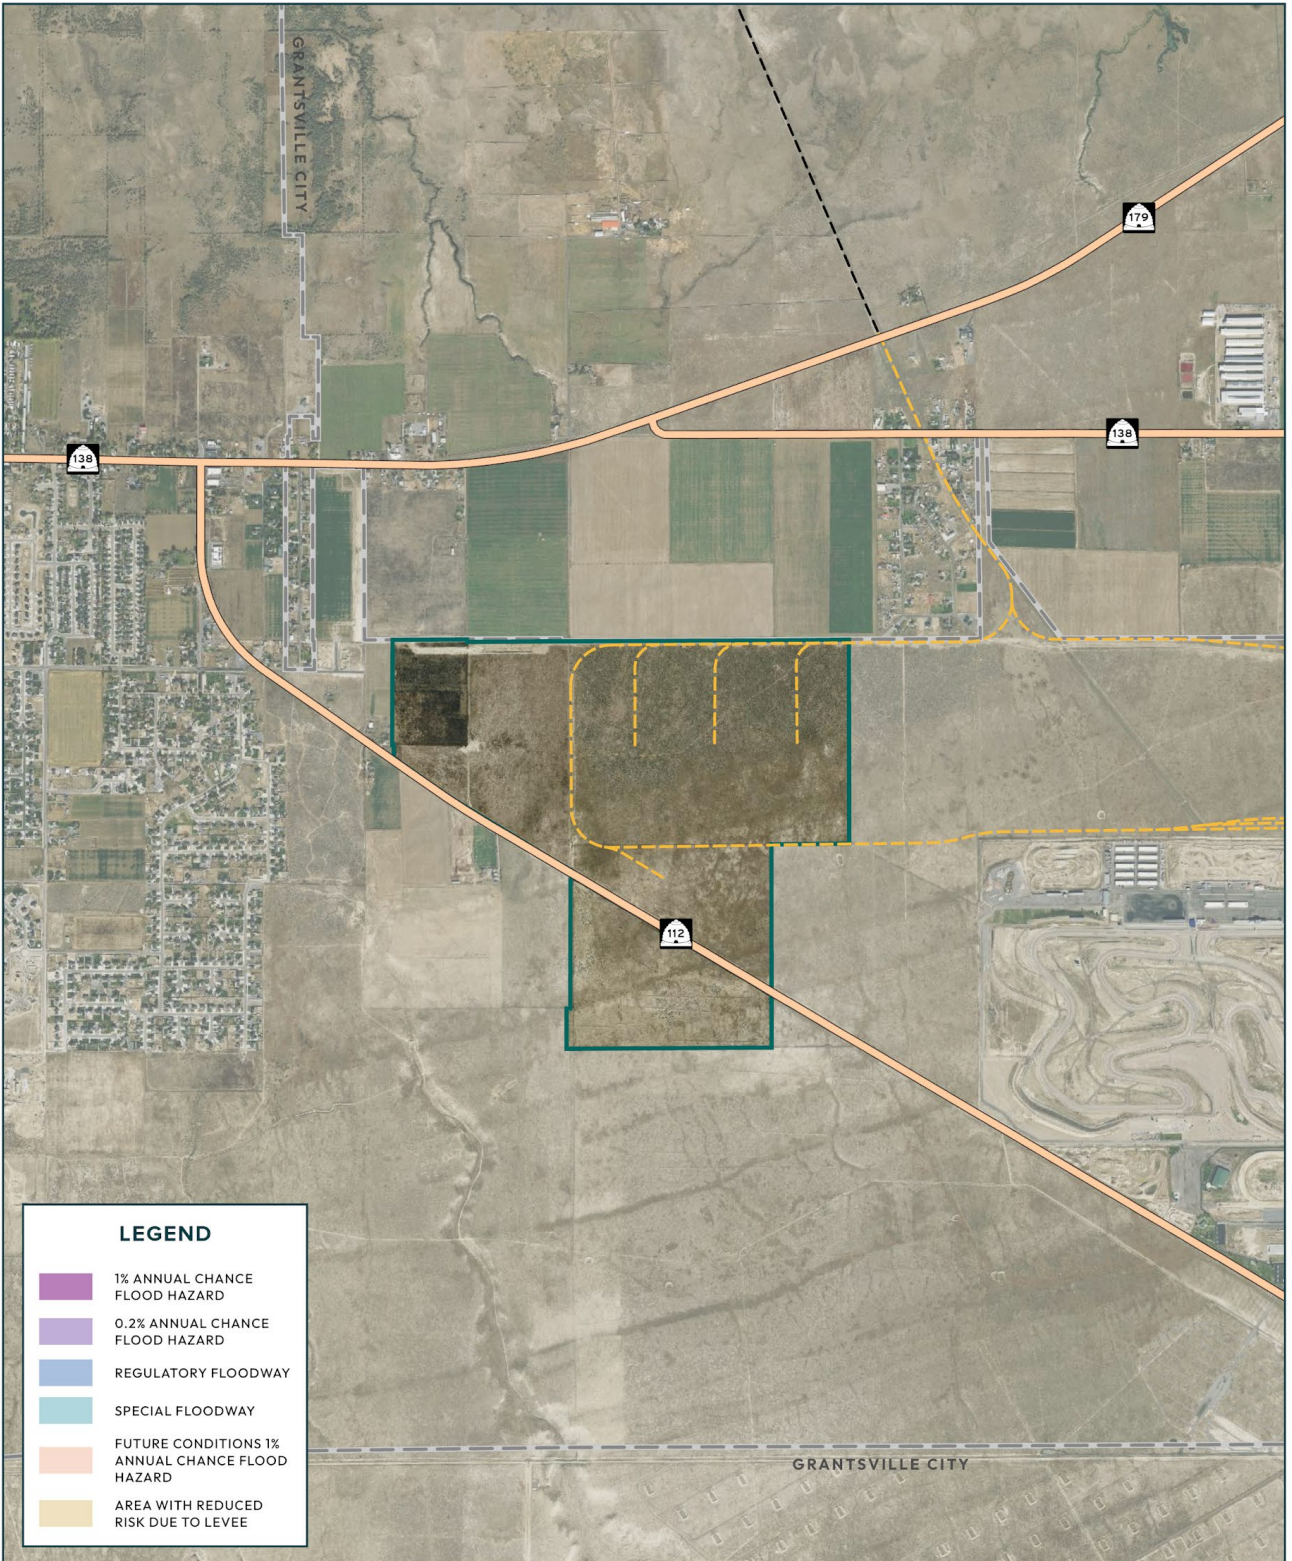 GRANTSVILLE CITY
179
138
138
112
LEGEND
1% ANNUAL CHANCE
FLOOD HAZARD
0.2% ANNUAL CHANCE
FLOOD HAZARD
REGULATORY FLOODWAY
SPECIAL FLOODWAY
FUTURE CONDITIONS 1%
ANNUAL CHANCE FLOOD
HAZARD
AREA WITH REDUCED
RISK DUE TO LEVEE
GRANTSVILLE CITY